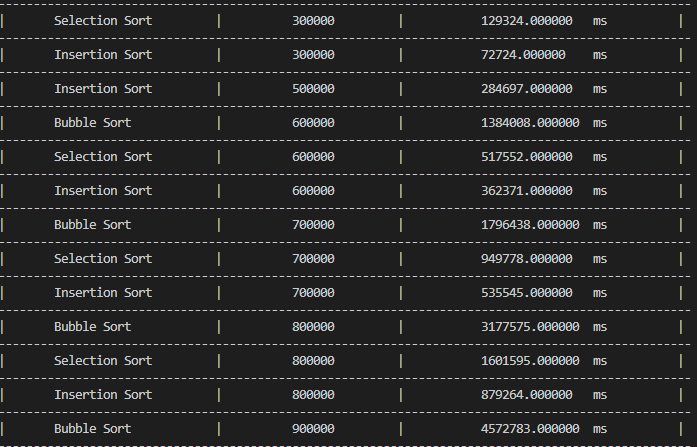 | Selection Sort | 300000 | 129324.000000 ms |
| Insertion Sort | 300000 | 72724.000000 ms |
| Insertion Sort | 500000 | 284697.000000 ms |
| Bubble Sort | 600000 | 1384008.000000 ms |
| Selection Sort | 600000 | 517552.000000 ms |
| Insertion Sort | 600000 | 362371.000000 ms |
| Bubble Sort | 700000 | 1796438.000000 ms |
| Selection Sort | 700000 | 949778.000000 ms |
| Insertion Sort | 700000 | 535545.000000 ms |
| Bubble Sort | 800000 | 3177575.000000 ms |
| Selection Sort | 800000 | 1601595.000000 ms |
| Insertion Sort | 800000 | 879264.000000 ms |
| Bubble Sort | 900000 | 4572783.000000 ms |